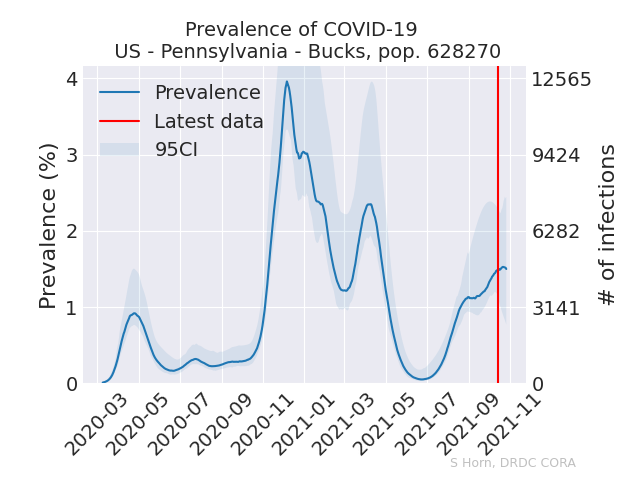 Prevalence of COVID-19
US - Pennsylvania - Bucks, pop. 628270
Prevalence
Latest data
95CI
Prevalence (%)
4
3
2
1
0
# of infections
12565
9424
6282
3141
0
2020-03
2020-05
2020-07
2020-09
2020-11
2021-01
2021-03
2021-05
2021-07
2021-09
2021-11
S Horn, DRDC CORA